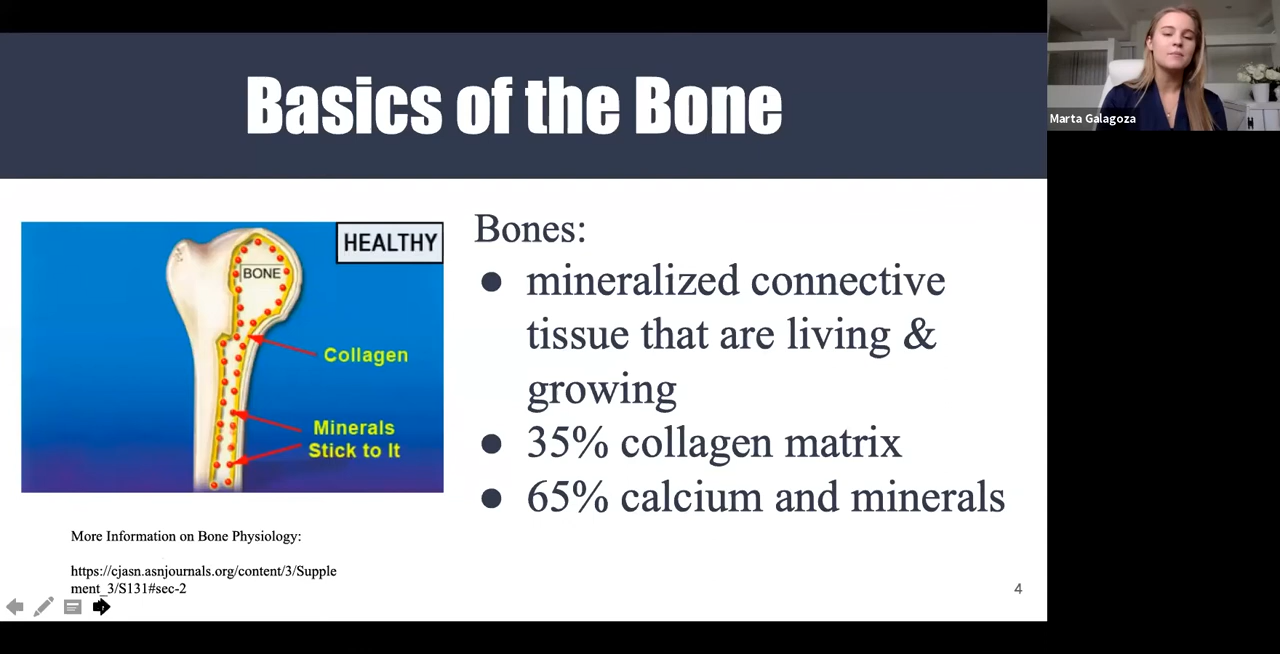 Basics of the Bone
Marta Galagoza
HEALTHY
BONE
Collagen
Minerals
Stick to It
Bones:
● mineralized connective
tissue that are living &
growing
● 35% collagen matrix
● 65% calcium and minerals
More Information on Bone Physiology:
https://cjasn.asnjournals.org/content/3/Supple
ment_3/S131#sec-2
4